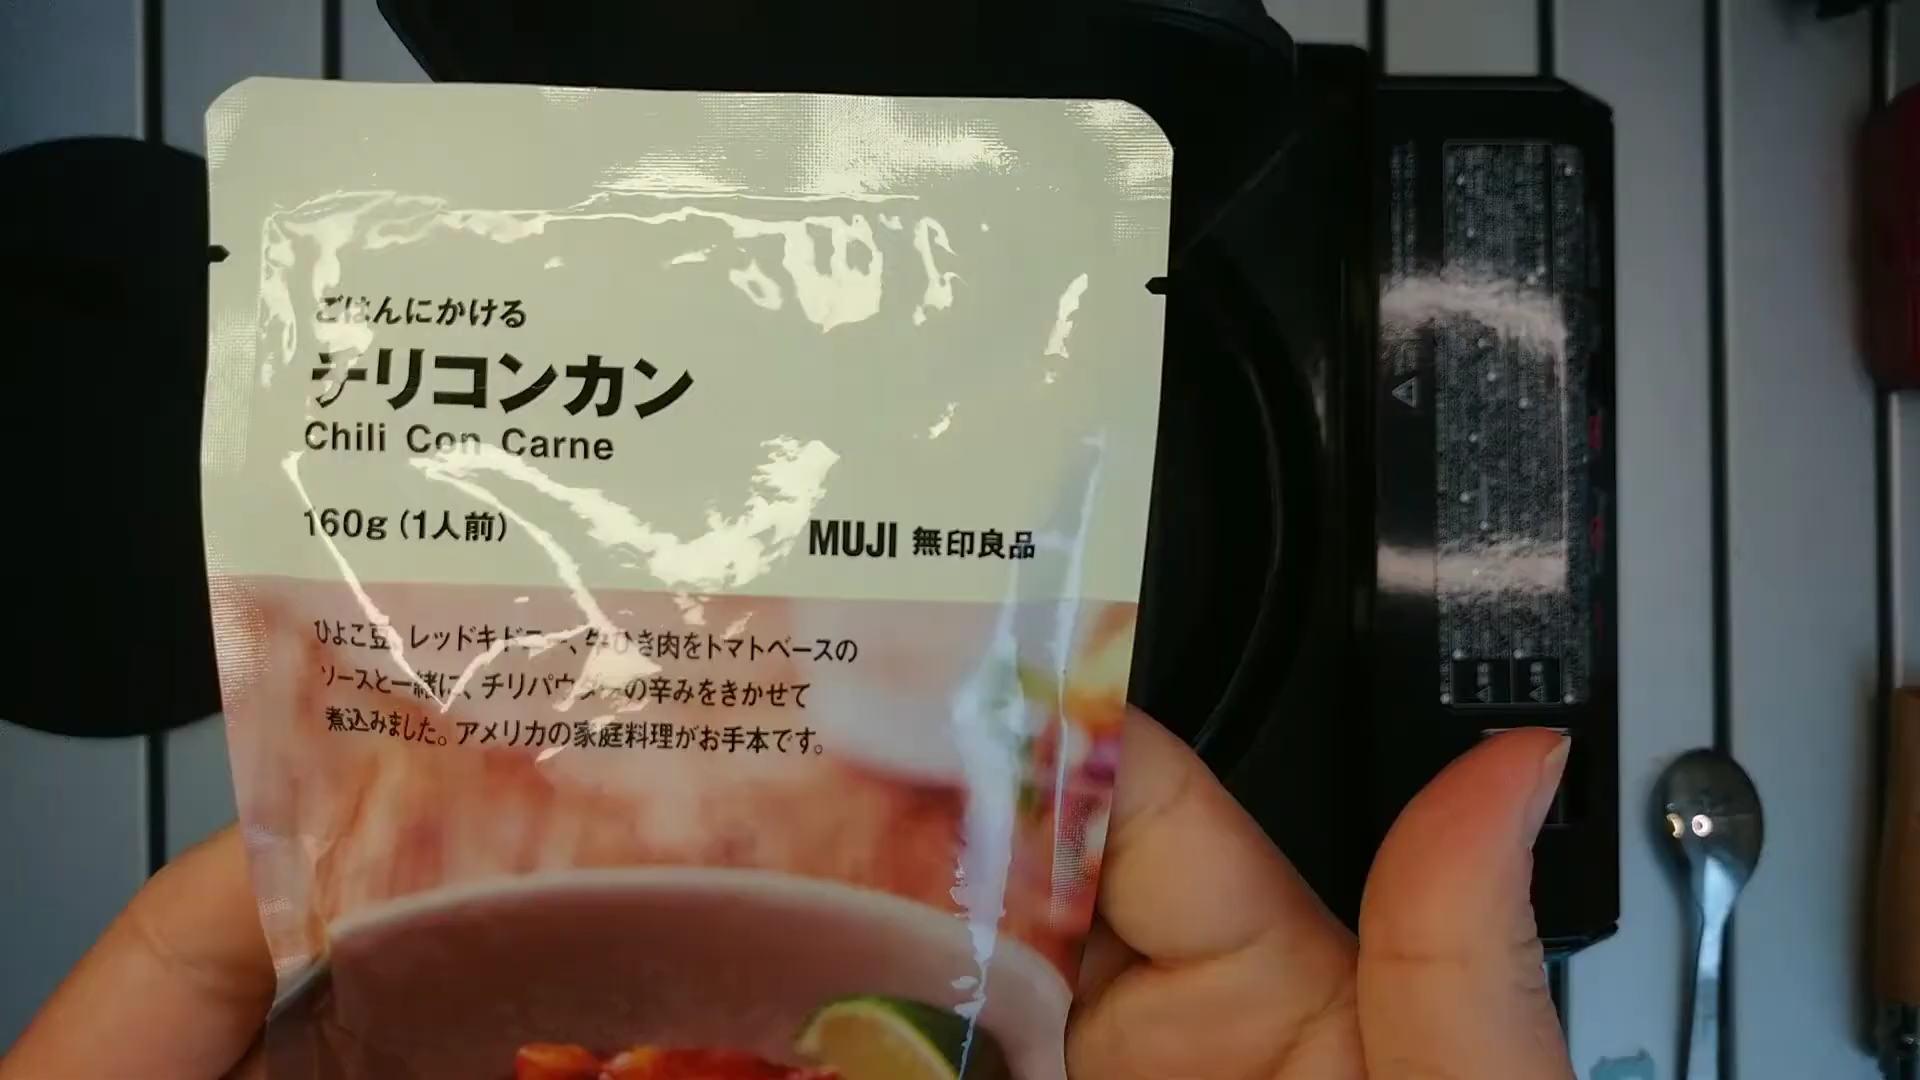 ごはんにかける
チリコンカン
Chili Con Carne
160g (1人前)
MUJI 無印良品
ひよこ豆、レッドキドニー、牛ひき肉をトマトベースの
ソースと一緒に、チリパウダーの辛みをきかせて
煮込みました。アメリカの家庭料理がお手本です。